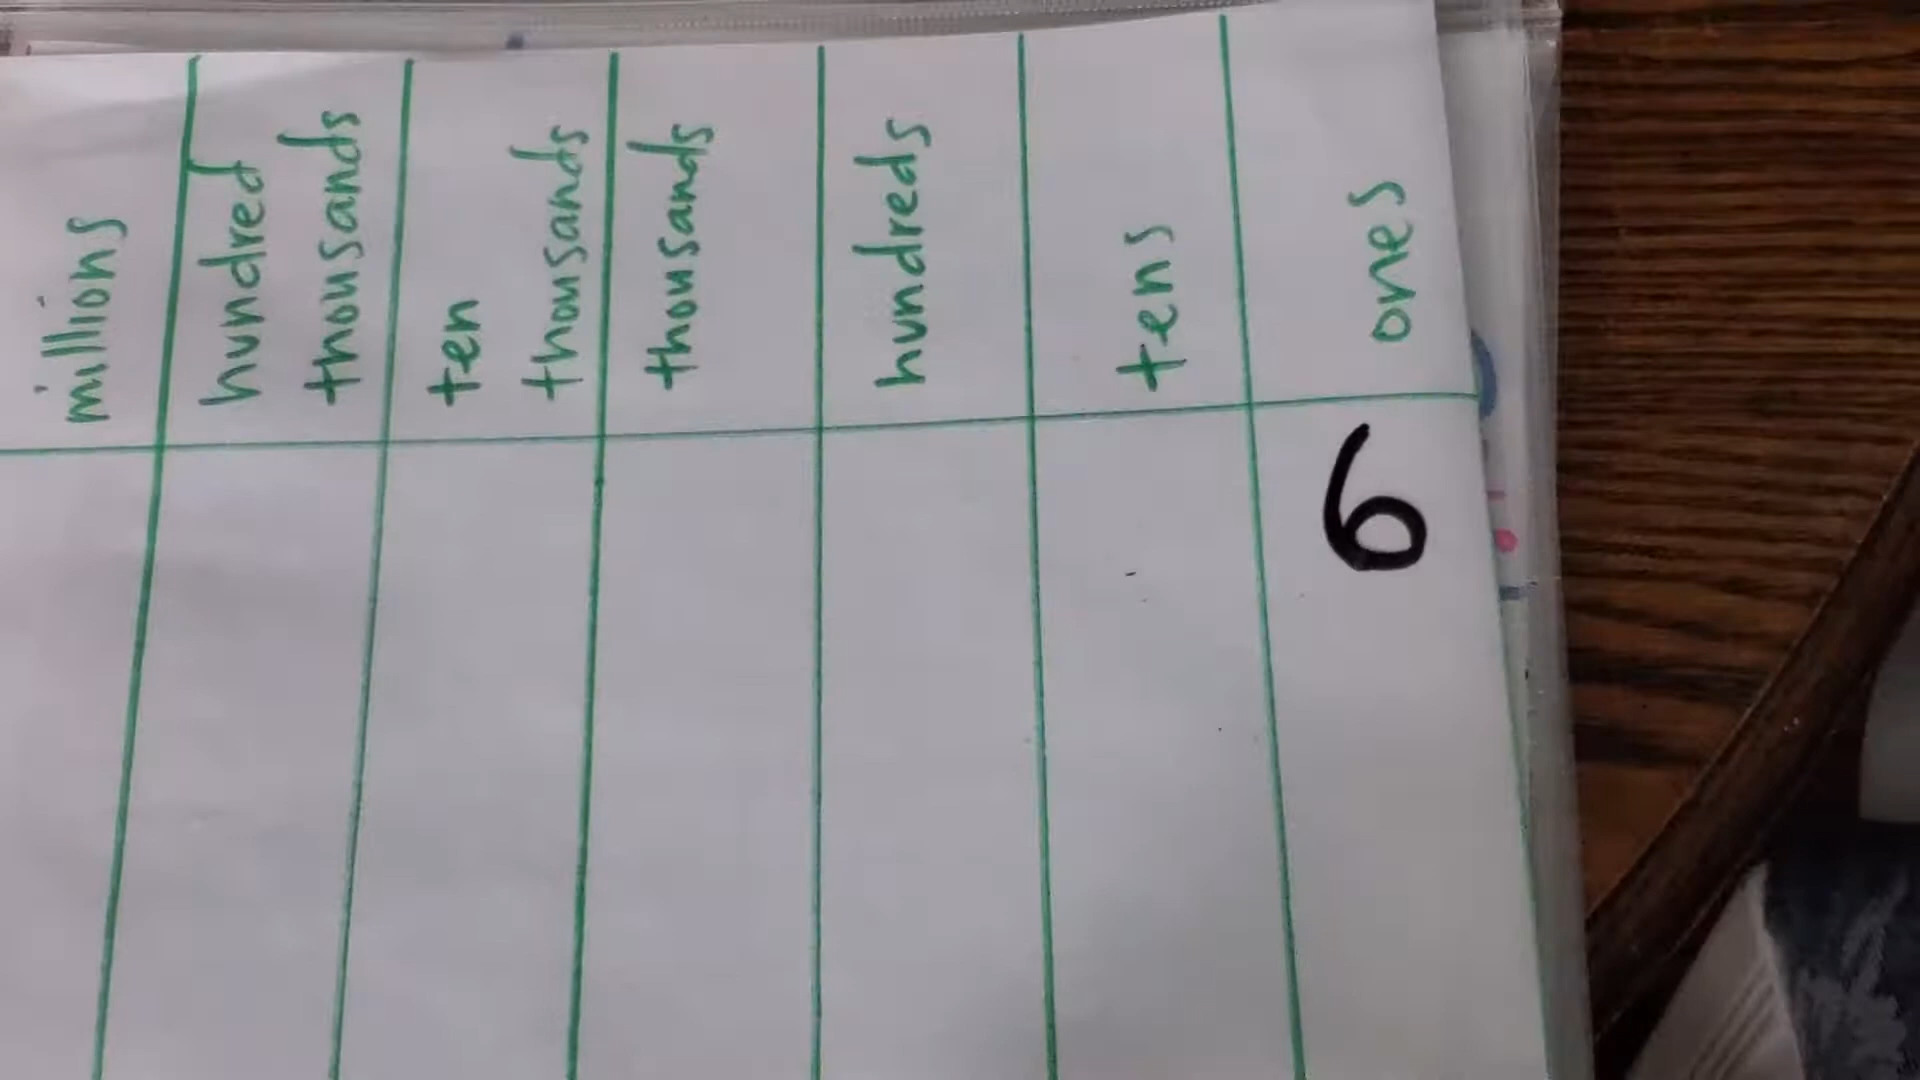 millions
hundred
thousands
ten
thousands
thousands
hundreds
tens
ones
6